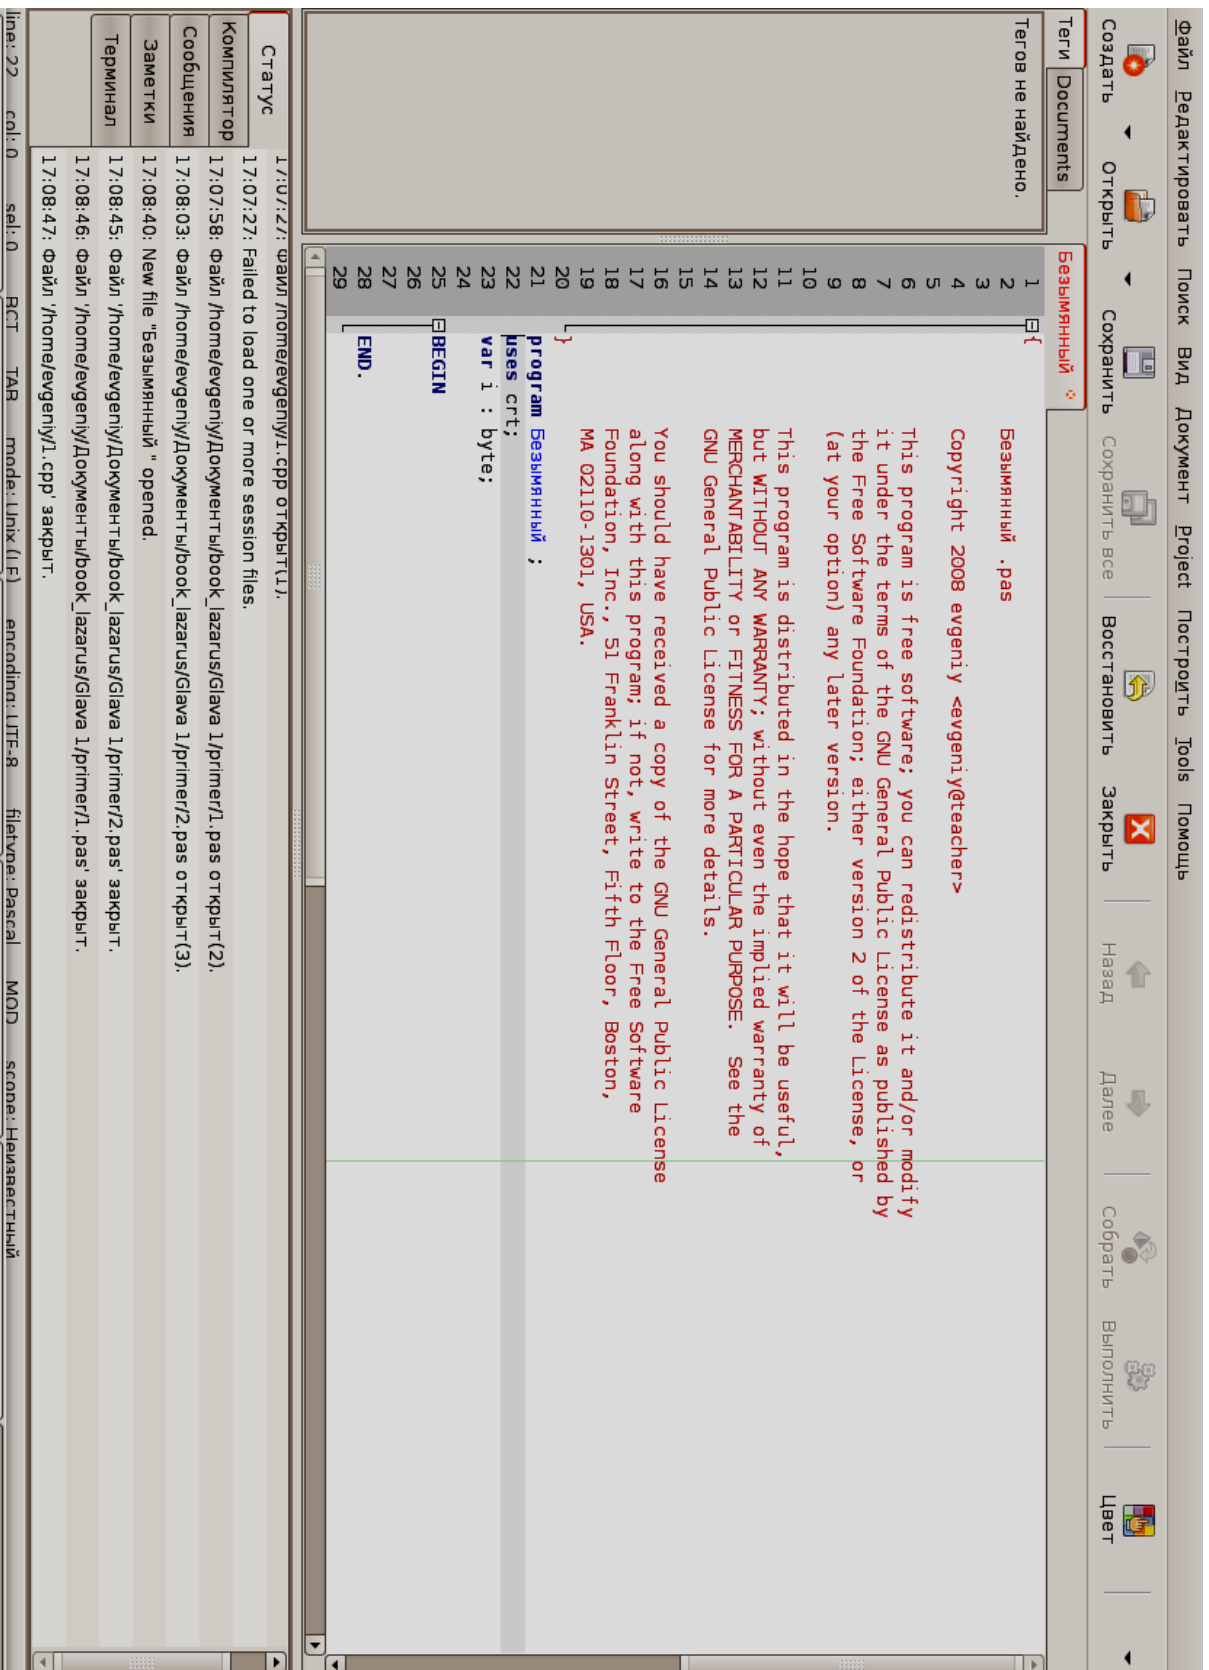 Файл Редактировать Поиск Вид Документ Project Построить Tools Помощь
Создать Открыть Сохранить Сохранить все Восстановить Закрыть Назад Далее Собрать Выполнить Цвет
Теги Documents
Тегов не найдено.
Безымянный
1 {
2 Безымянный .pas
3
4 Copyright 2008 evgeniy <evgeniy@teacher>
5
6 This program is free software; you can redistribute it and/or modify
7 it under the terms of the GNU General Public License as published by
8 the Free Software Foundation; either version 2 of the License, or
9 (at your option) any later version.
10
11 This program is distributed in the hope that it will be useful,
12 but WITHOUT ANY WARRANTY; without even the implied warranty of
13 MERCHANTABILITY or FITNESS FOR A PARTICULAR PURPOSE. See the
14 GNU General Public License for more details.
15
16 You should have received a copy of the GNU General Public License
17 along with this program; if not, write to the Free Software
18 Foundation, Inc., 51 Franklin Street, Fifth Floor, Boston,
19 MA 02110-1301, USA.
20 }
21 program Безымянный ;
22 uses crt;
23 var i : byte;
24
25 BEGIN
26
27
28 END.
29
Статус
Компилятор
Сообщения
Заметки
Терминал
17:07:27: Файл /home/evgeniy/1.cpp открыт(1).
17:07:27: Failed to load one or more session files.
17:07:58: Файл /home/evgeniy/Документы/book_lazarus/Glava 1/primer/1.pas открыт(2).
17:08:03: Файл /home/evgeniy/Документы/book_lazarus/Glava 1/primer/2.pas открыт(3).
17:08:40: New file "Безымянный" opened.
17:08:45: Файл '/home/evgeniy/Документы/book_lazarus/Glava 1/primer/2.pas' закрыт.
17:08:46: Файл '/home/evgeniy/Документы/book_lazarus/Glava 1/primer/1.pas' закрыт.
17:08:47: Файл '/home/evgeniy/1.cpp' закрыт.
line: 22 col: 0 sel: 0 ВСТ TAB mode: Unix (LF) encoding: UTF-8 filetype: Pascal MOD scope: Неизвестный